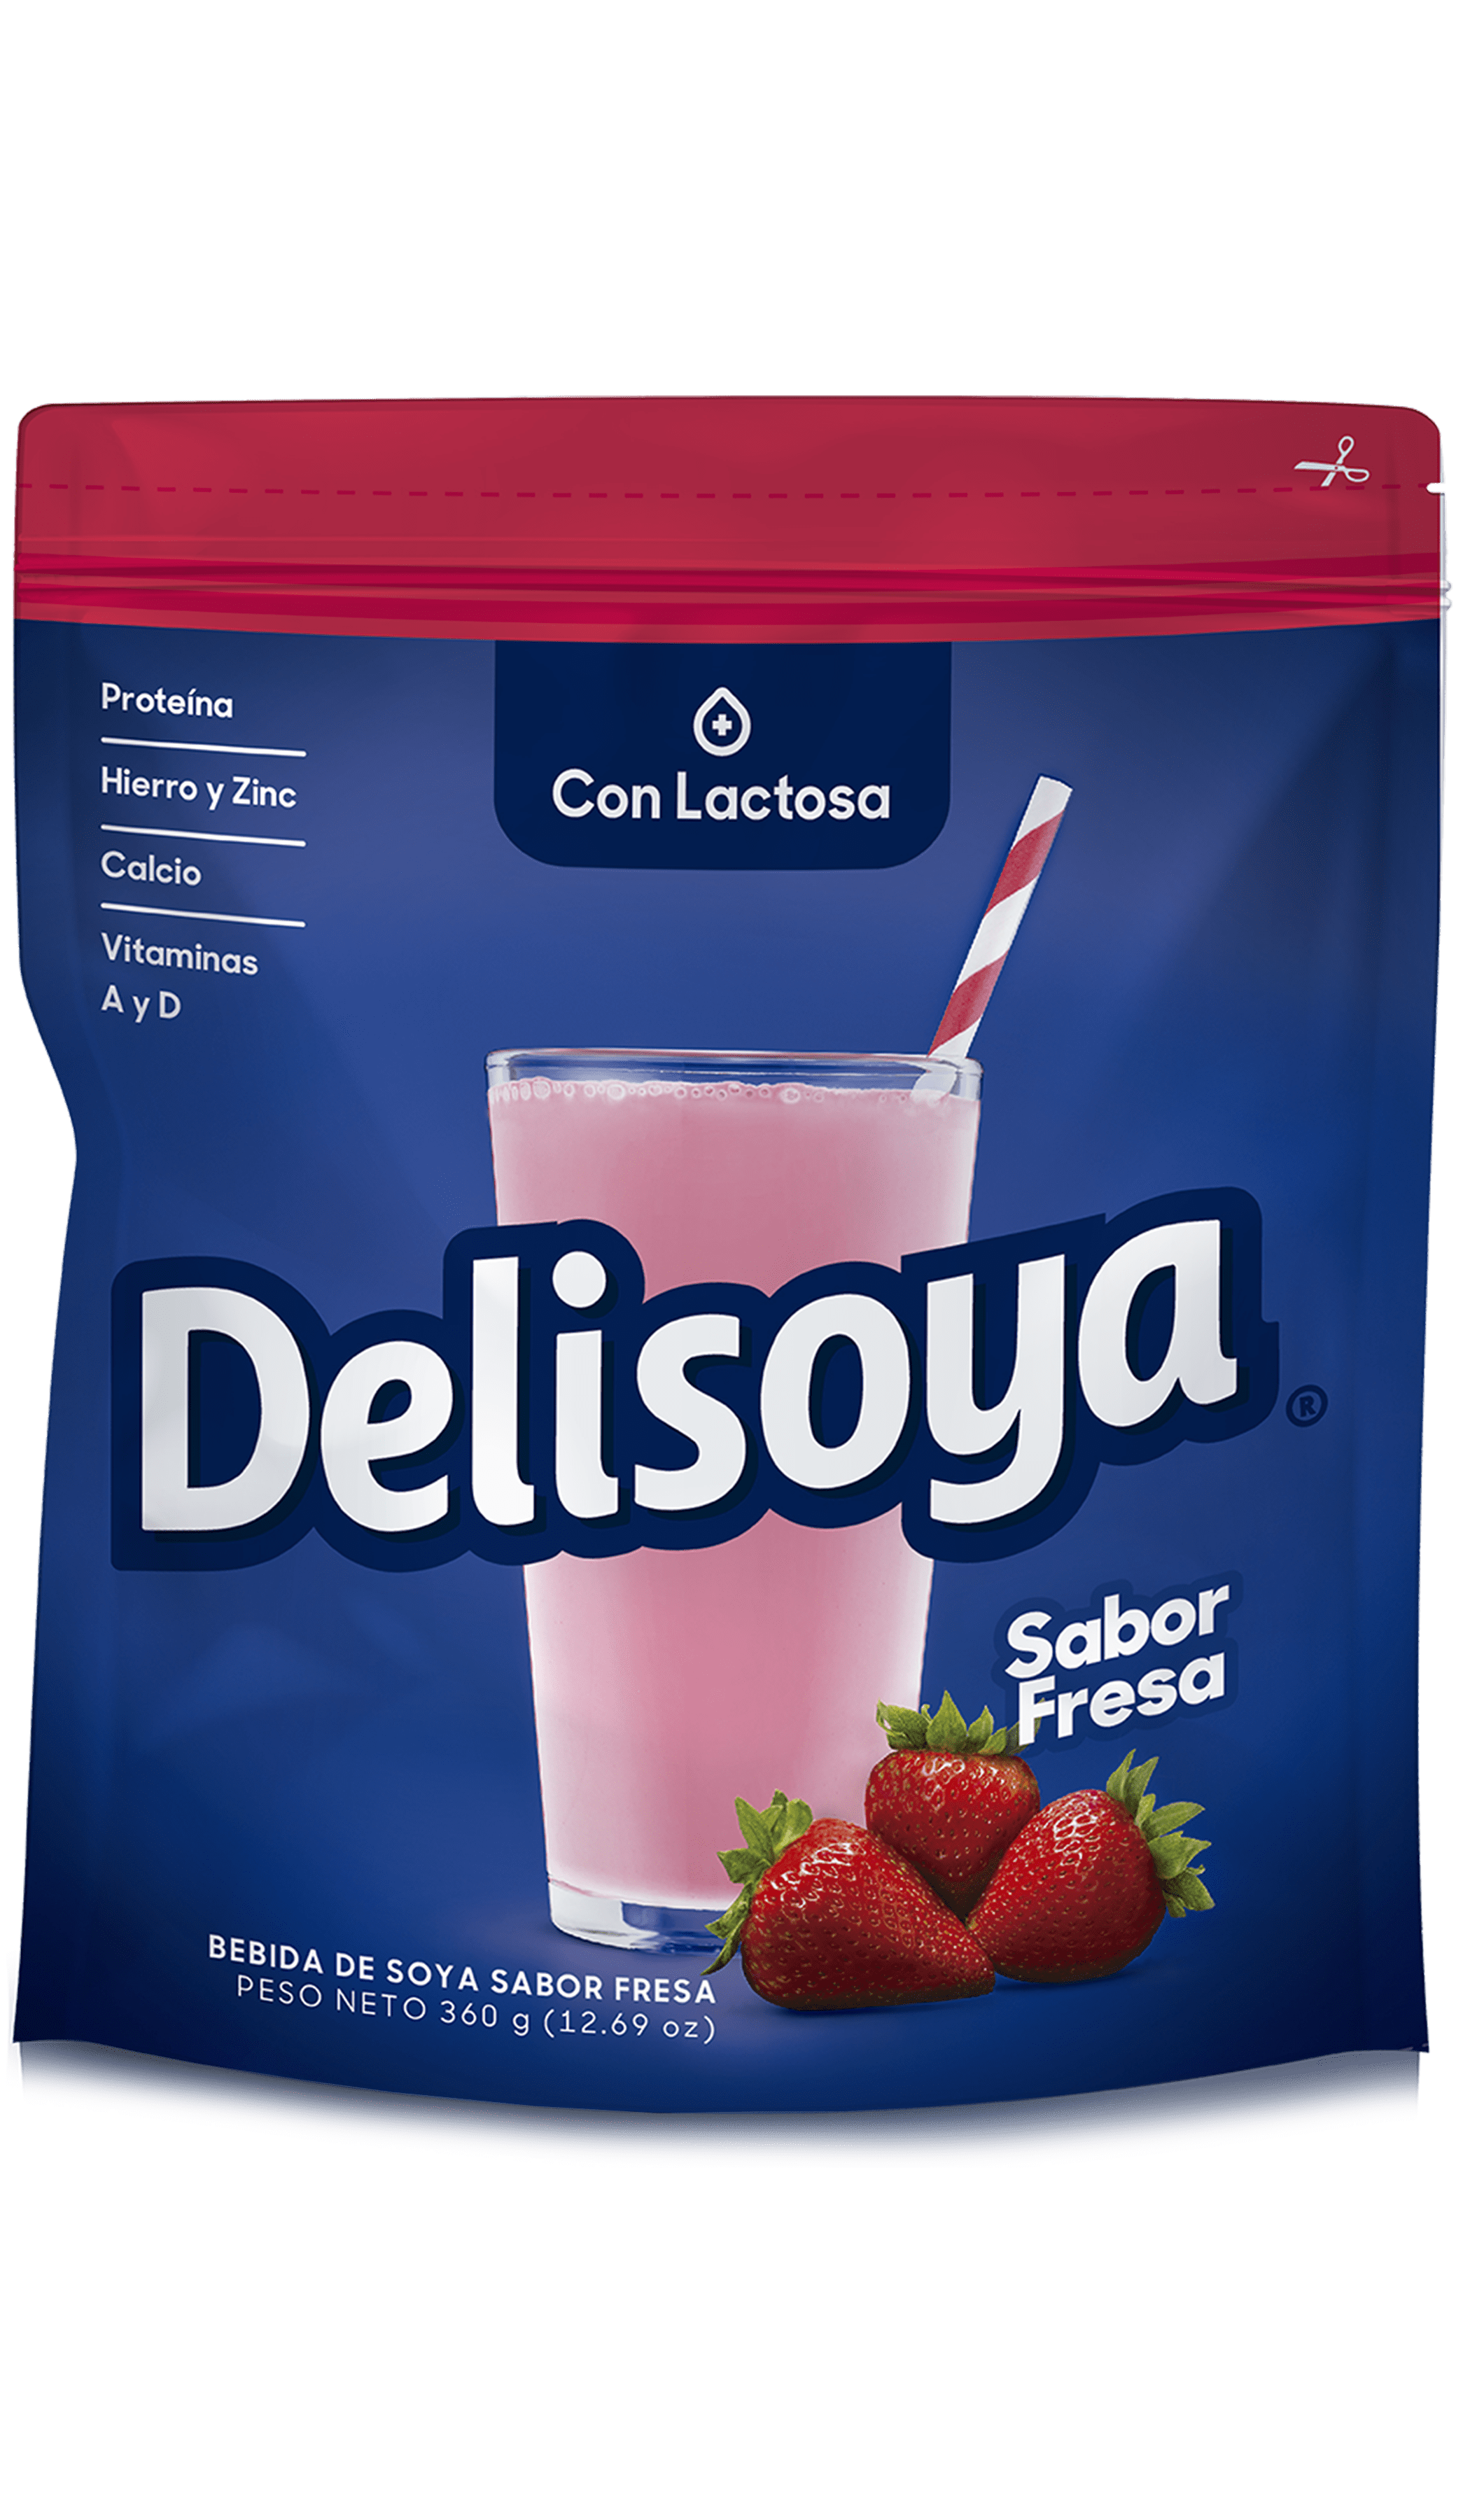 Con Lactosa
Proteína
Hierro y Zinc
Calcio
Vitaminas
A y D
Delisoya®
Sabor
Fresa
BEBIDA DE SOYA SABOR FRESA
PESO NETO 360 g (12.69 oz)